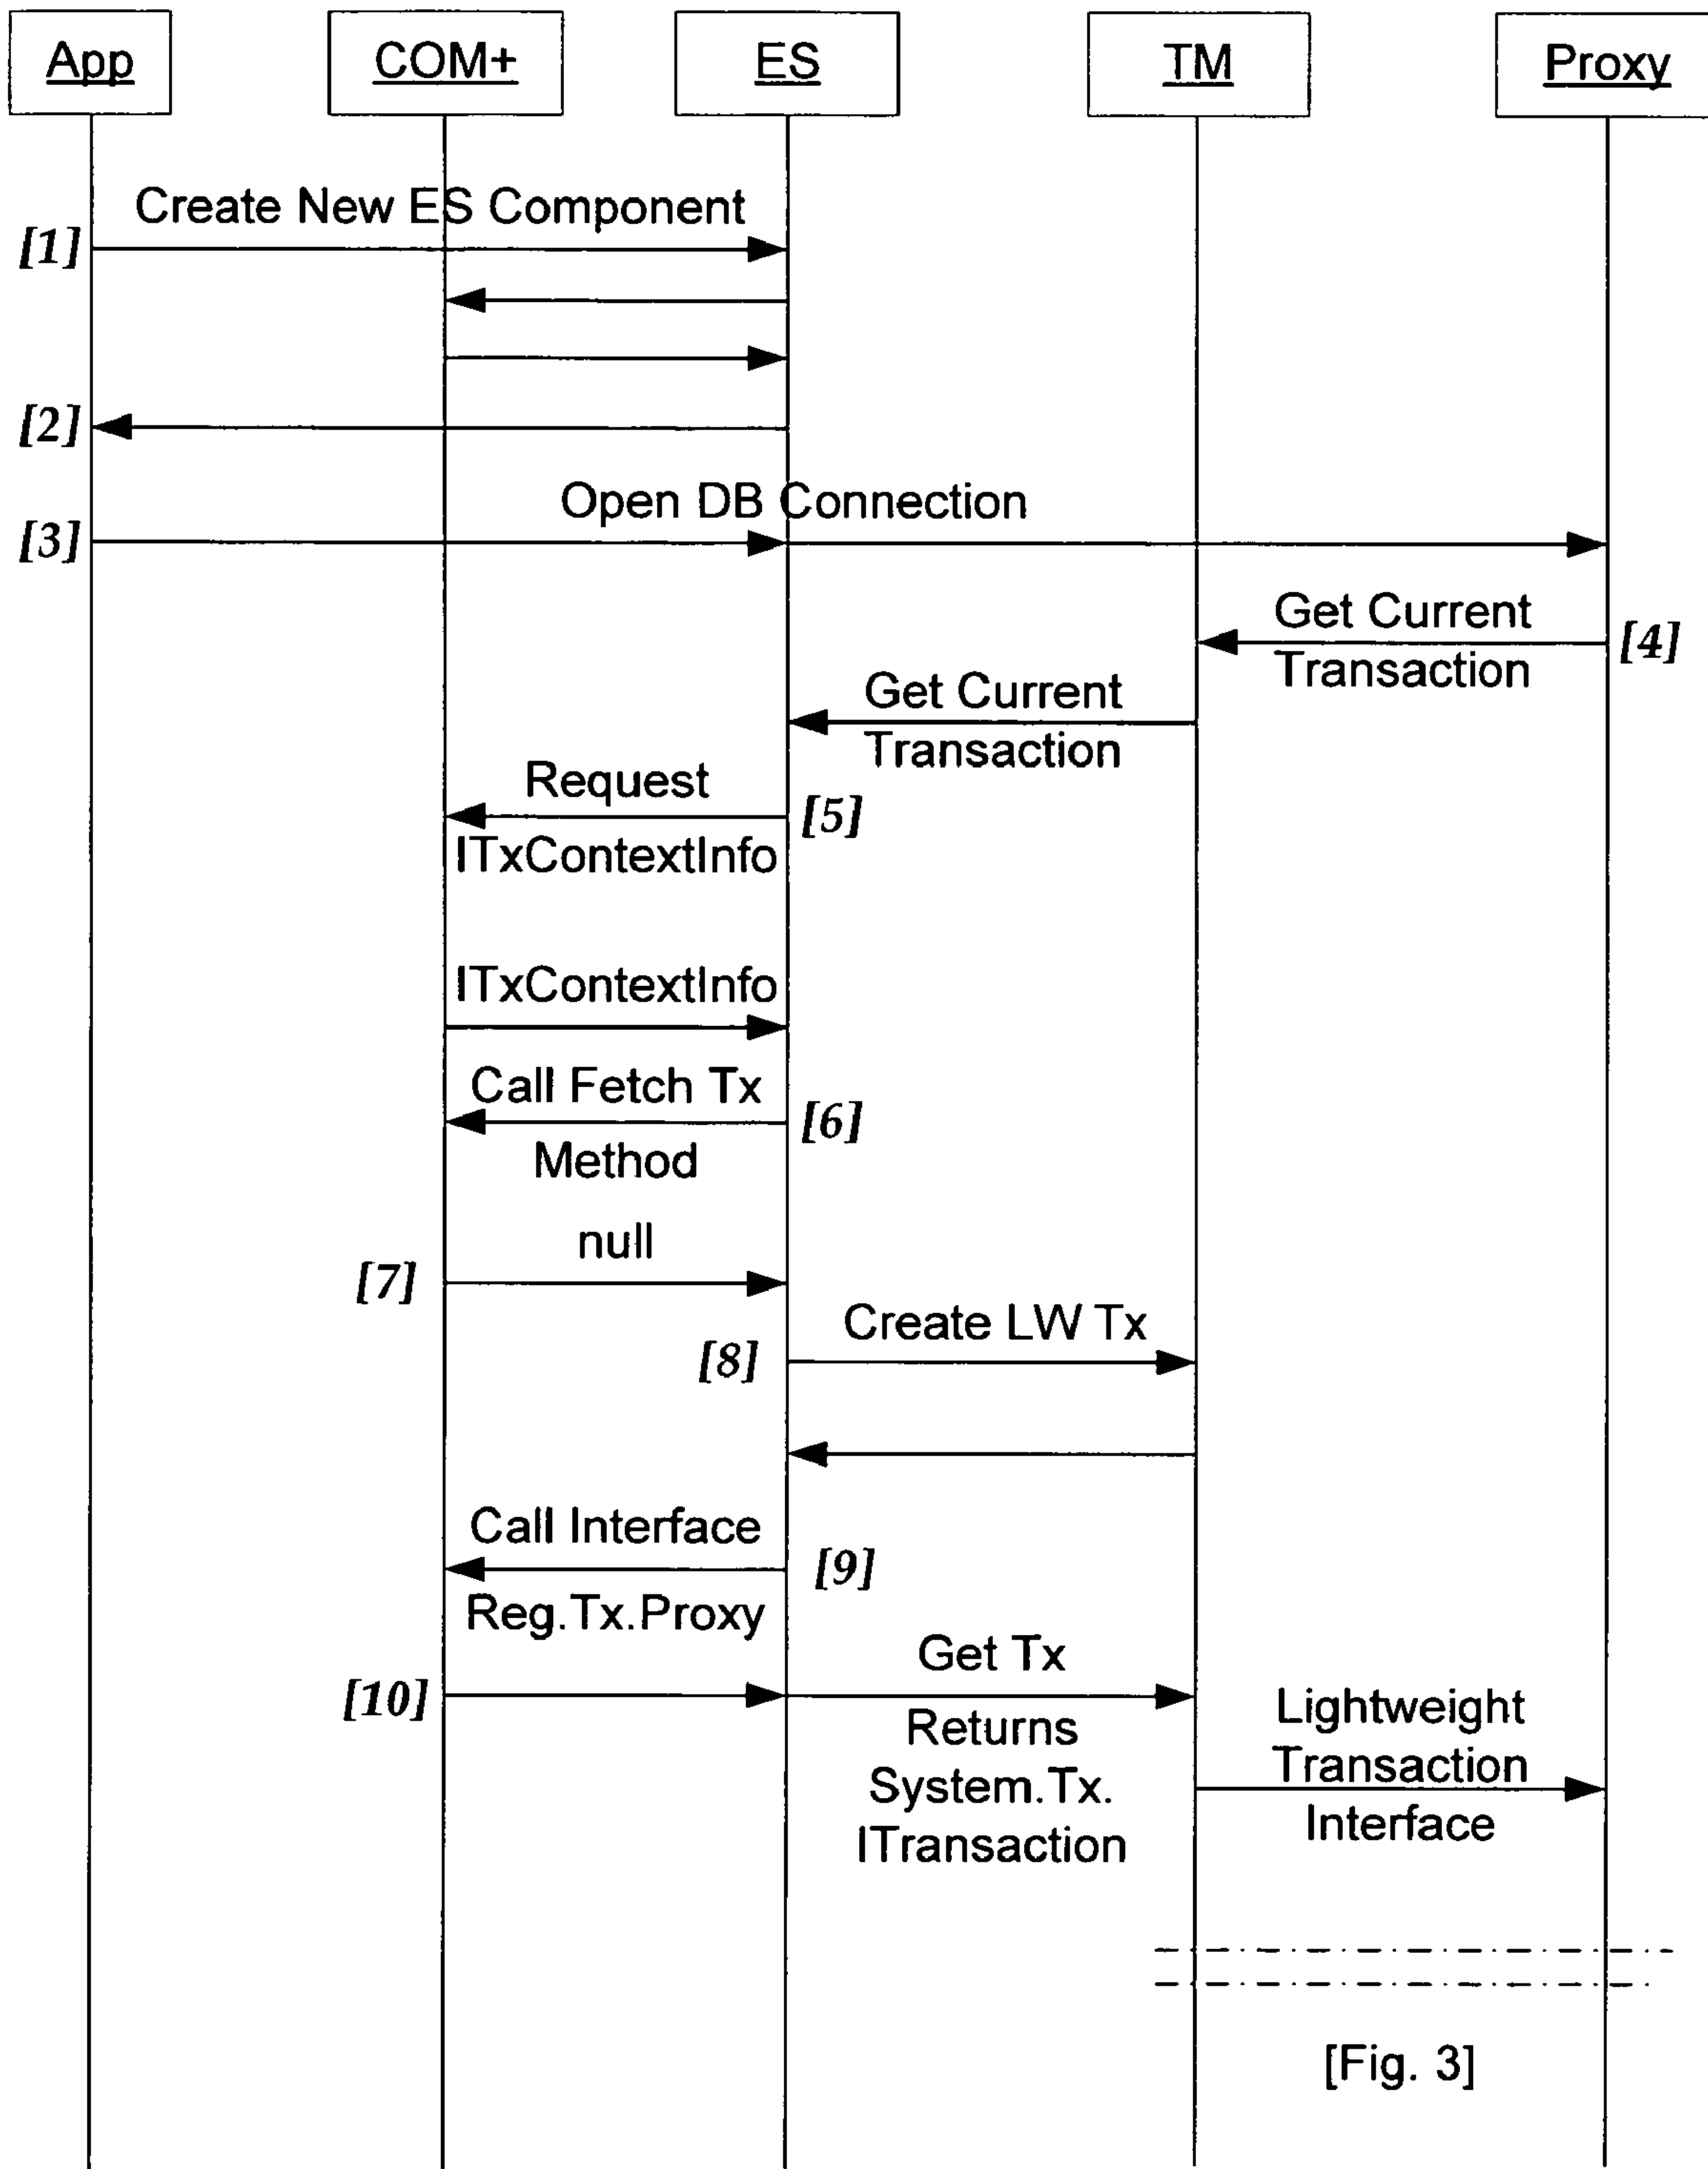 App
COM+
ES
TM
Proxy
Create New ES Component
[1]
[2]
Open DB Connection
[3]
Get Current
[4]
Transaction
Get Current
Transaction
Request
[5]
ITxContextInfo
ITxContextInfo
Call Fetch Tx
[6]
Method
null
[7]
Create LW Tx
[8]
Call Interface
[9]
Reg.Tx.Proxy
Get Tx
[10]
Returns
System.Tx.
ITransaction
Lightweight
Transaction
Interface
[Fig. 3]